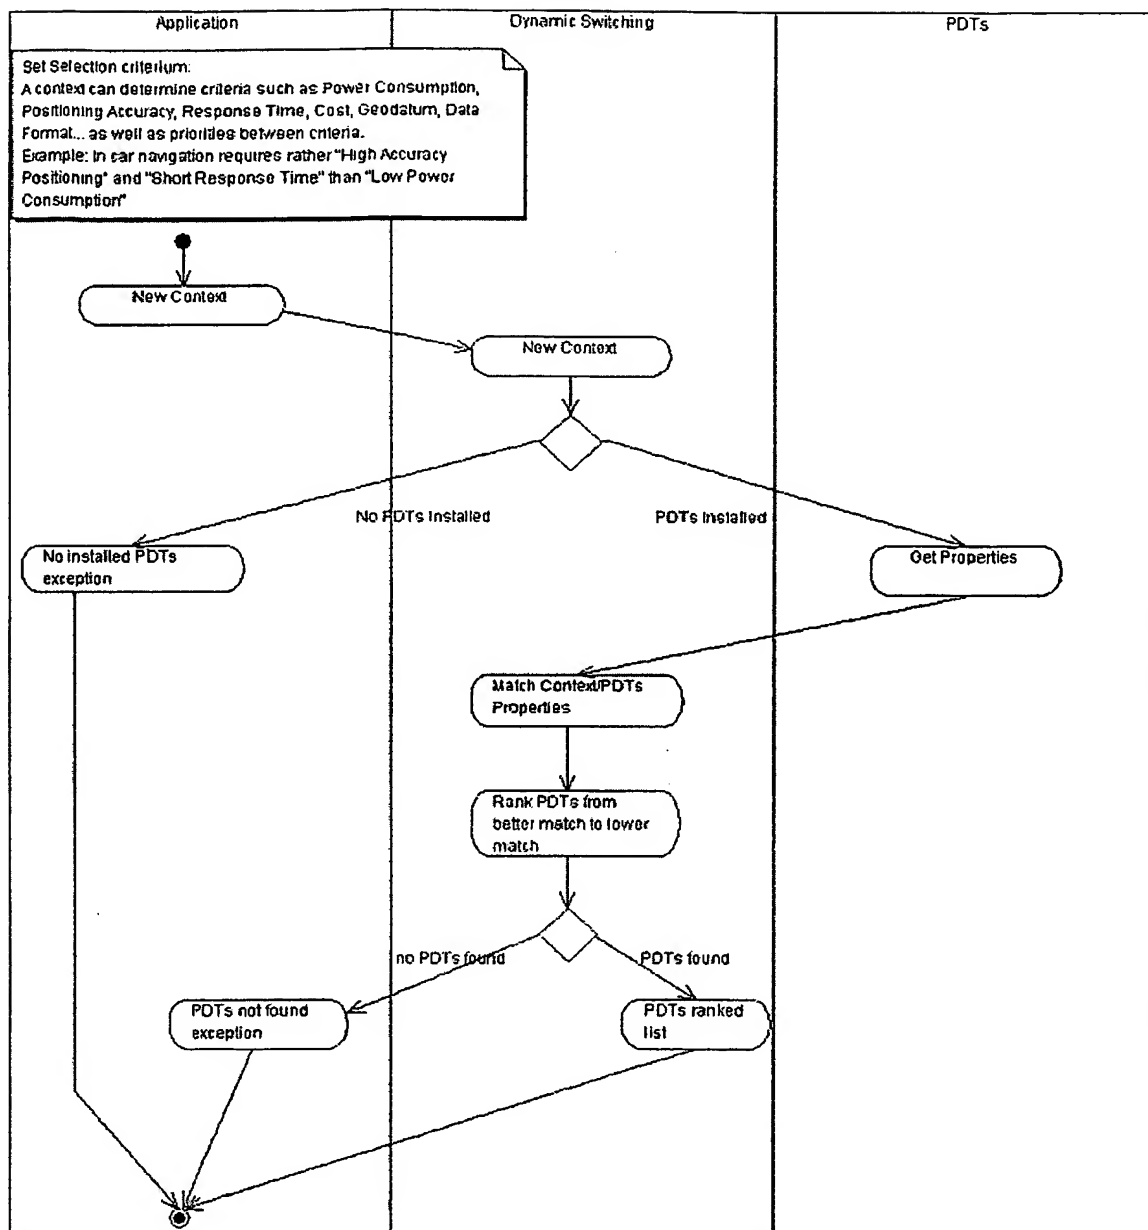 Application
Dynamic Switching
PDTs
Set Selection criterium:
A context can determine criteria such as Power Consumption,
Positioning Accuracy, Response Time, Cost, Geodatum, Data
Format... as well as priorities between criteria.
Example: In car navigation requires rather "High Accuracy
Positioning" and "Short Response Time" than "Low Power
Consumption"
New Context
New Context
No PDTs Installed
PDTs Installed
No installed PDTs
exception
Get Properties
Match Context/PDTs
Properties
Rank PDTs from
better match to lower
match
no PDTs found
PDTs found
PDTs not found
exception
PDTs ranked
list